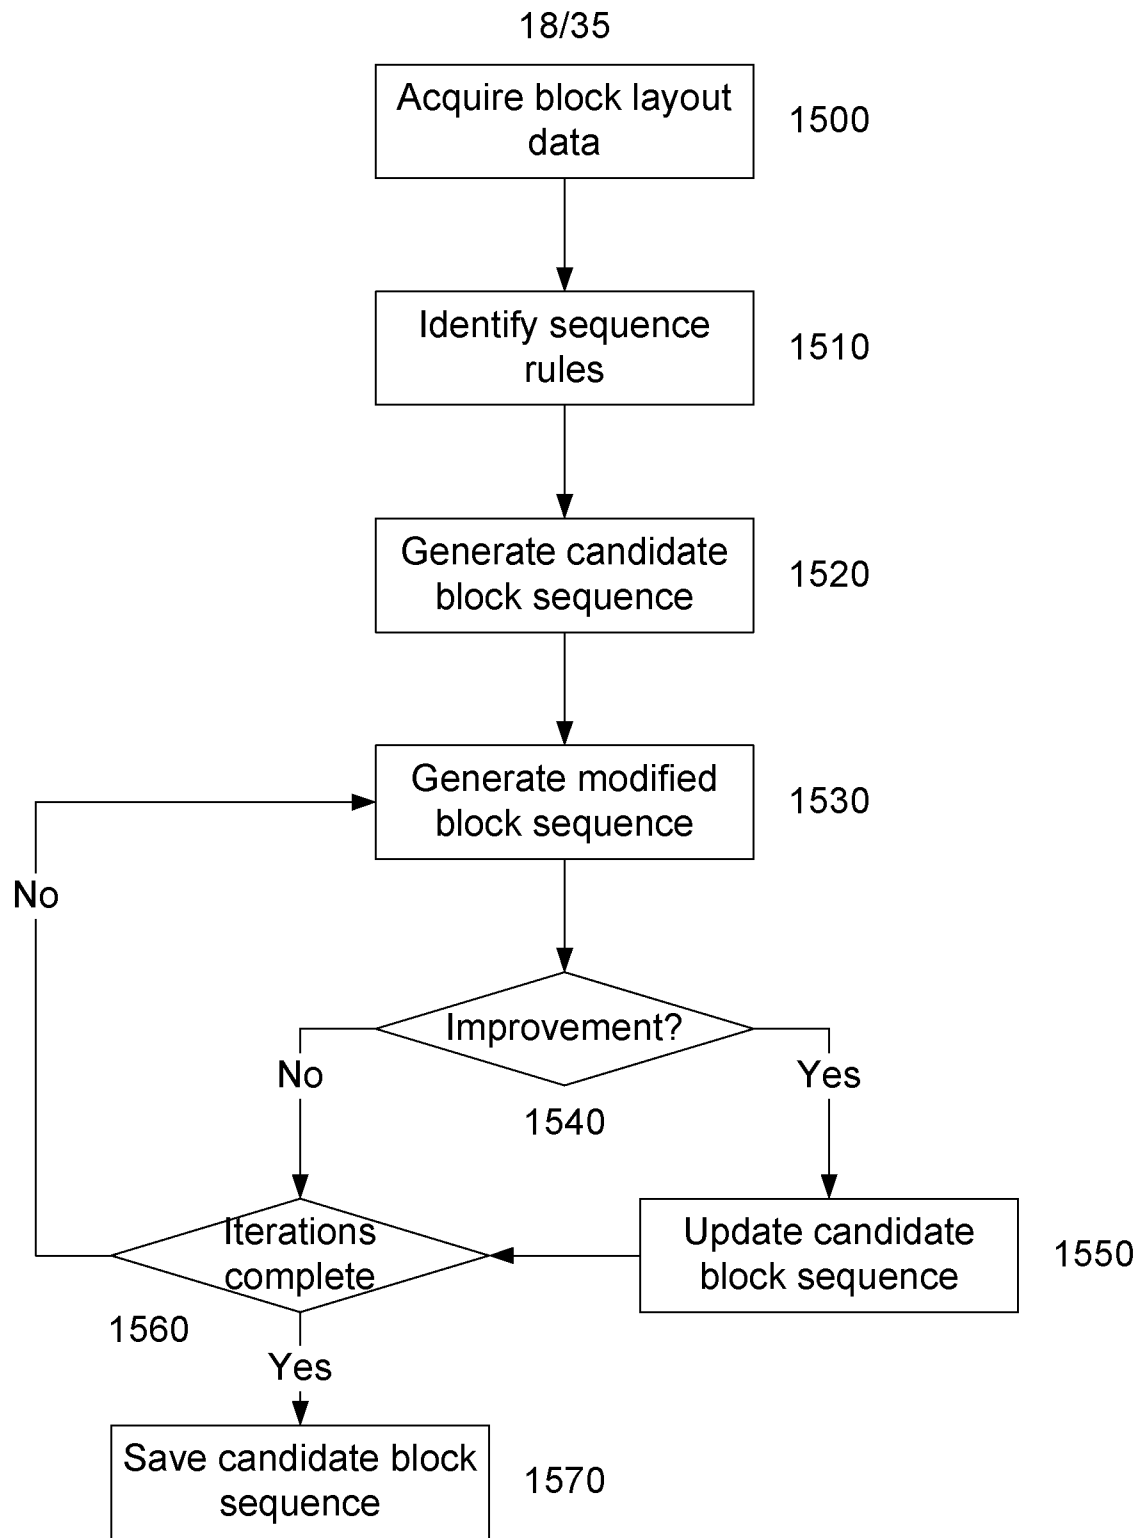 18/35
Acquire block layout
data
1500
Identify sequence
rules
1510
Generate candidate
block sequence
1520
Generate modified
block sequence
1530
No
Improvement?
No
Yes
1540
Iterations
complete
Update candidate
block sequence
1550
1560
Yes
Save candidate block
sequence
1570